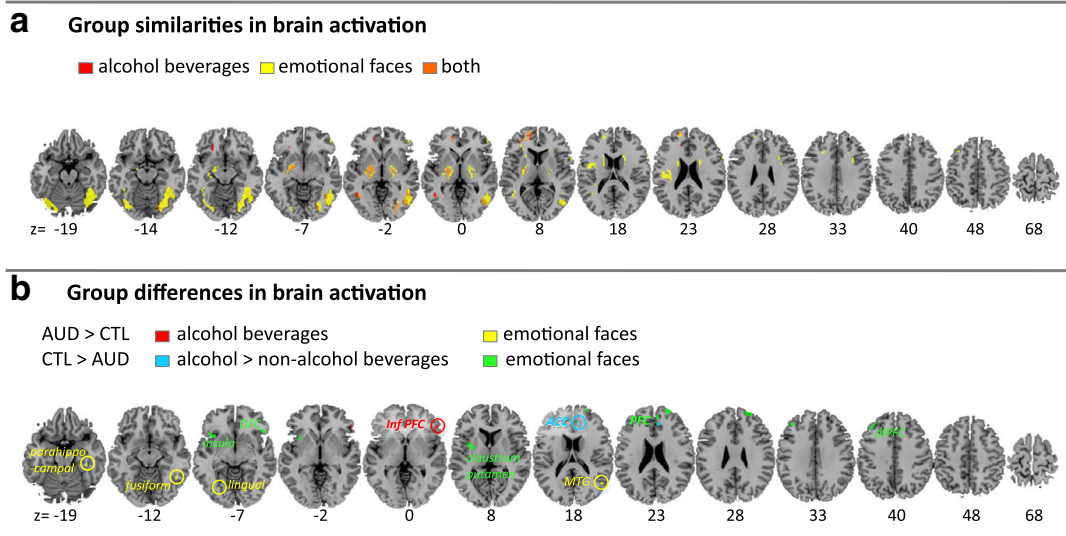 a Group similarities in brain activation
alcohol beverages emotional faces both
z= -19 -14 -12 -7 -2 0 8 18 23 28 33 40 48 68
b Group differences in brain activation
AUD > CTL alcohol beverages emotional faces
CTL > AUD alcohol > non-alcohol beverages emotional faces
Inf PFC ACC PFC
insula
parahippo
-campal
claustrum
putamen
fusiform lingual MTG
z= -19 -12 -7 -2 0 8 18 23 28 33 40 48 68